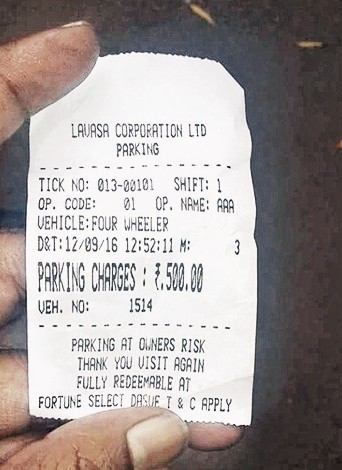 LAVASA CORPORATION LTD
PARKING
TICK NO: 013-00101 SHIFT: 1
OP. CODE: 01 OP. NAME: AAA
VEHICLE:FOUR WHEELER
D&T:12/09/16 12:52:11 M: 3
PARKING CHARGES : ₹.500.00
VEH. NO: 1514
PARKING AT OWNERS RISK
THANK YOU VISIT AGAIN
FULLY REDEEMABLE AT
FORTUNE SELECT DASVE T & C APPLY